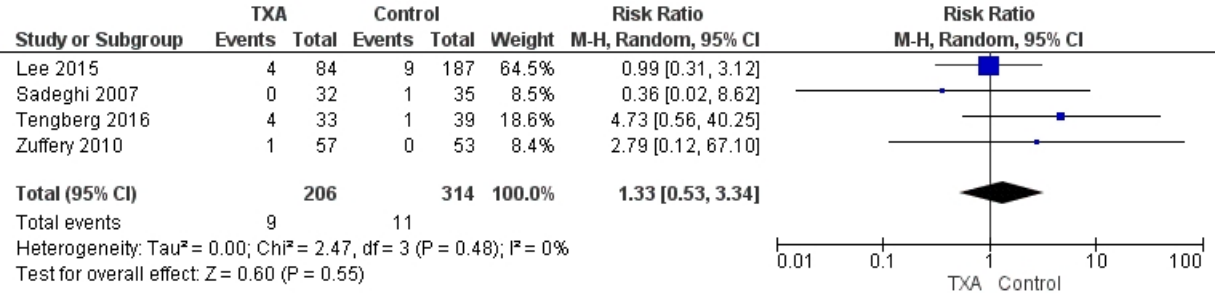 TXA Control Risk Ratio Risk Ratio
Study or Subgroup Events Total Events Total Weight M-H, Random, 95% CI M-H, Random, 95% CI
Lee 2015 4 84 9 187 64.5% 0.99 [0.31, 3.12]
Sadeghi 2007 0 32 1 35 8.5% 0.36 [0.02, 8.62]
Tengberg 2016 4 33 1 39 18.6% 4.73 [0.56, 40.25]
Zuffery 2010 1 57 0 53 8.4% 2.79 [0.12, 67.10]
Total (95% CI) 206 314 100.0% 1.33 [0.53, 3.34]
Total events 9 11
Heterogeneity: Tau² = 0.00; Chi² = 2.47, df = 3 (P = 0.48); I² = 0%
Test for overall effect: Z = 0.60 (P = 0.55)
0.01 0.1 1 10 100
TXA Control